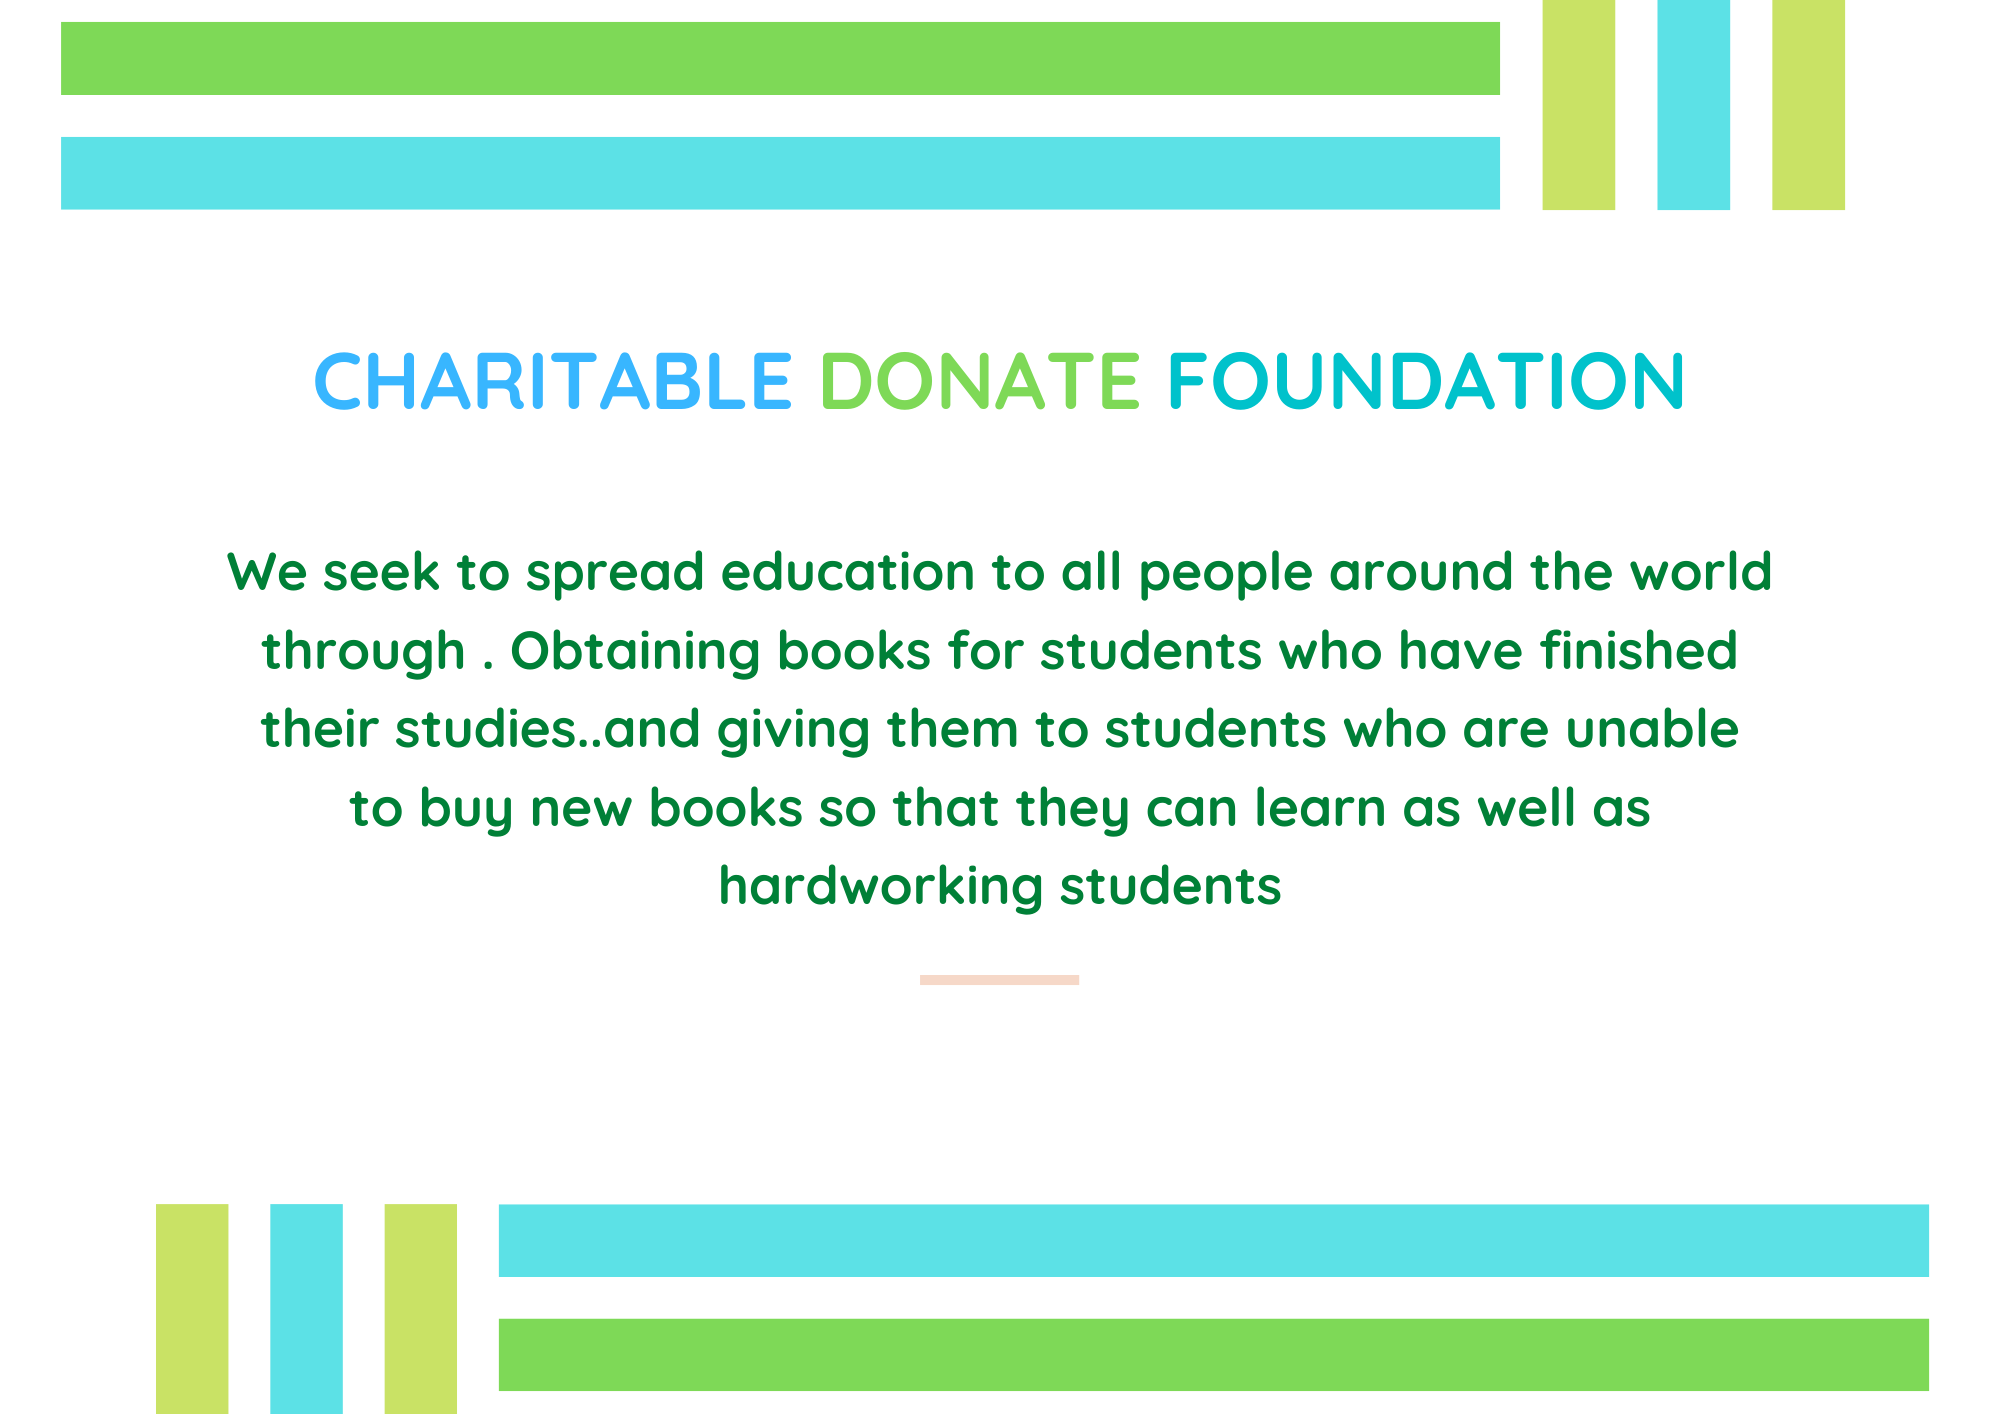 CHARITABLE DONATE FOUNDATION
We seek to spread education to all people around the world
through . Obtaining books for students who have finished
their studies..and giving them to students who are unable
to buy new books so that they can learn as well as
hardworking students